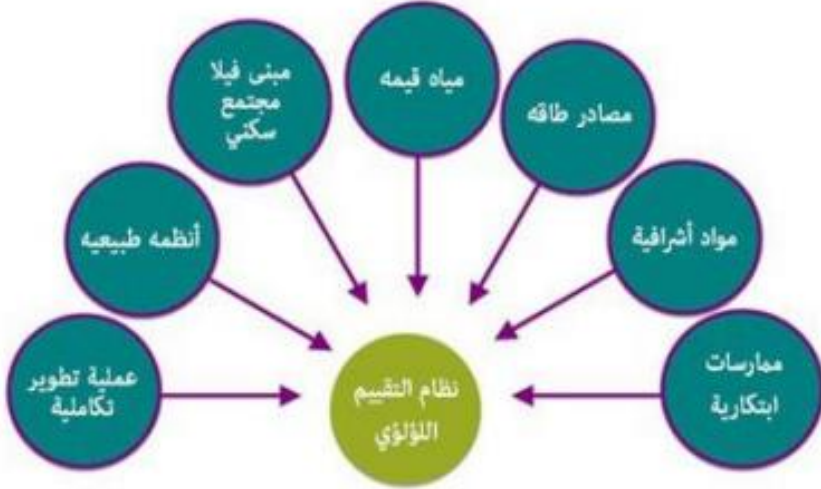 مياه قيمه
مبنى فيلا
مجتمع
سكني
مصادر طاقه
أنظمه طبيعيه
مواد أشرافية
عملية تطوير
تكاملية
ممارسات
ابتكارية
نظام التقييم
اللؤلؤي